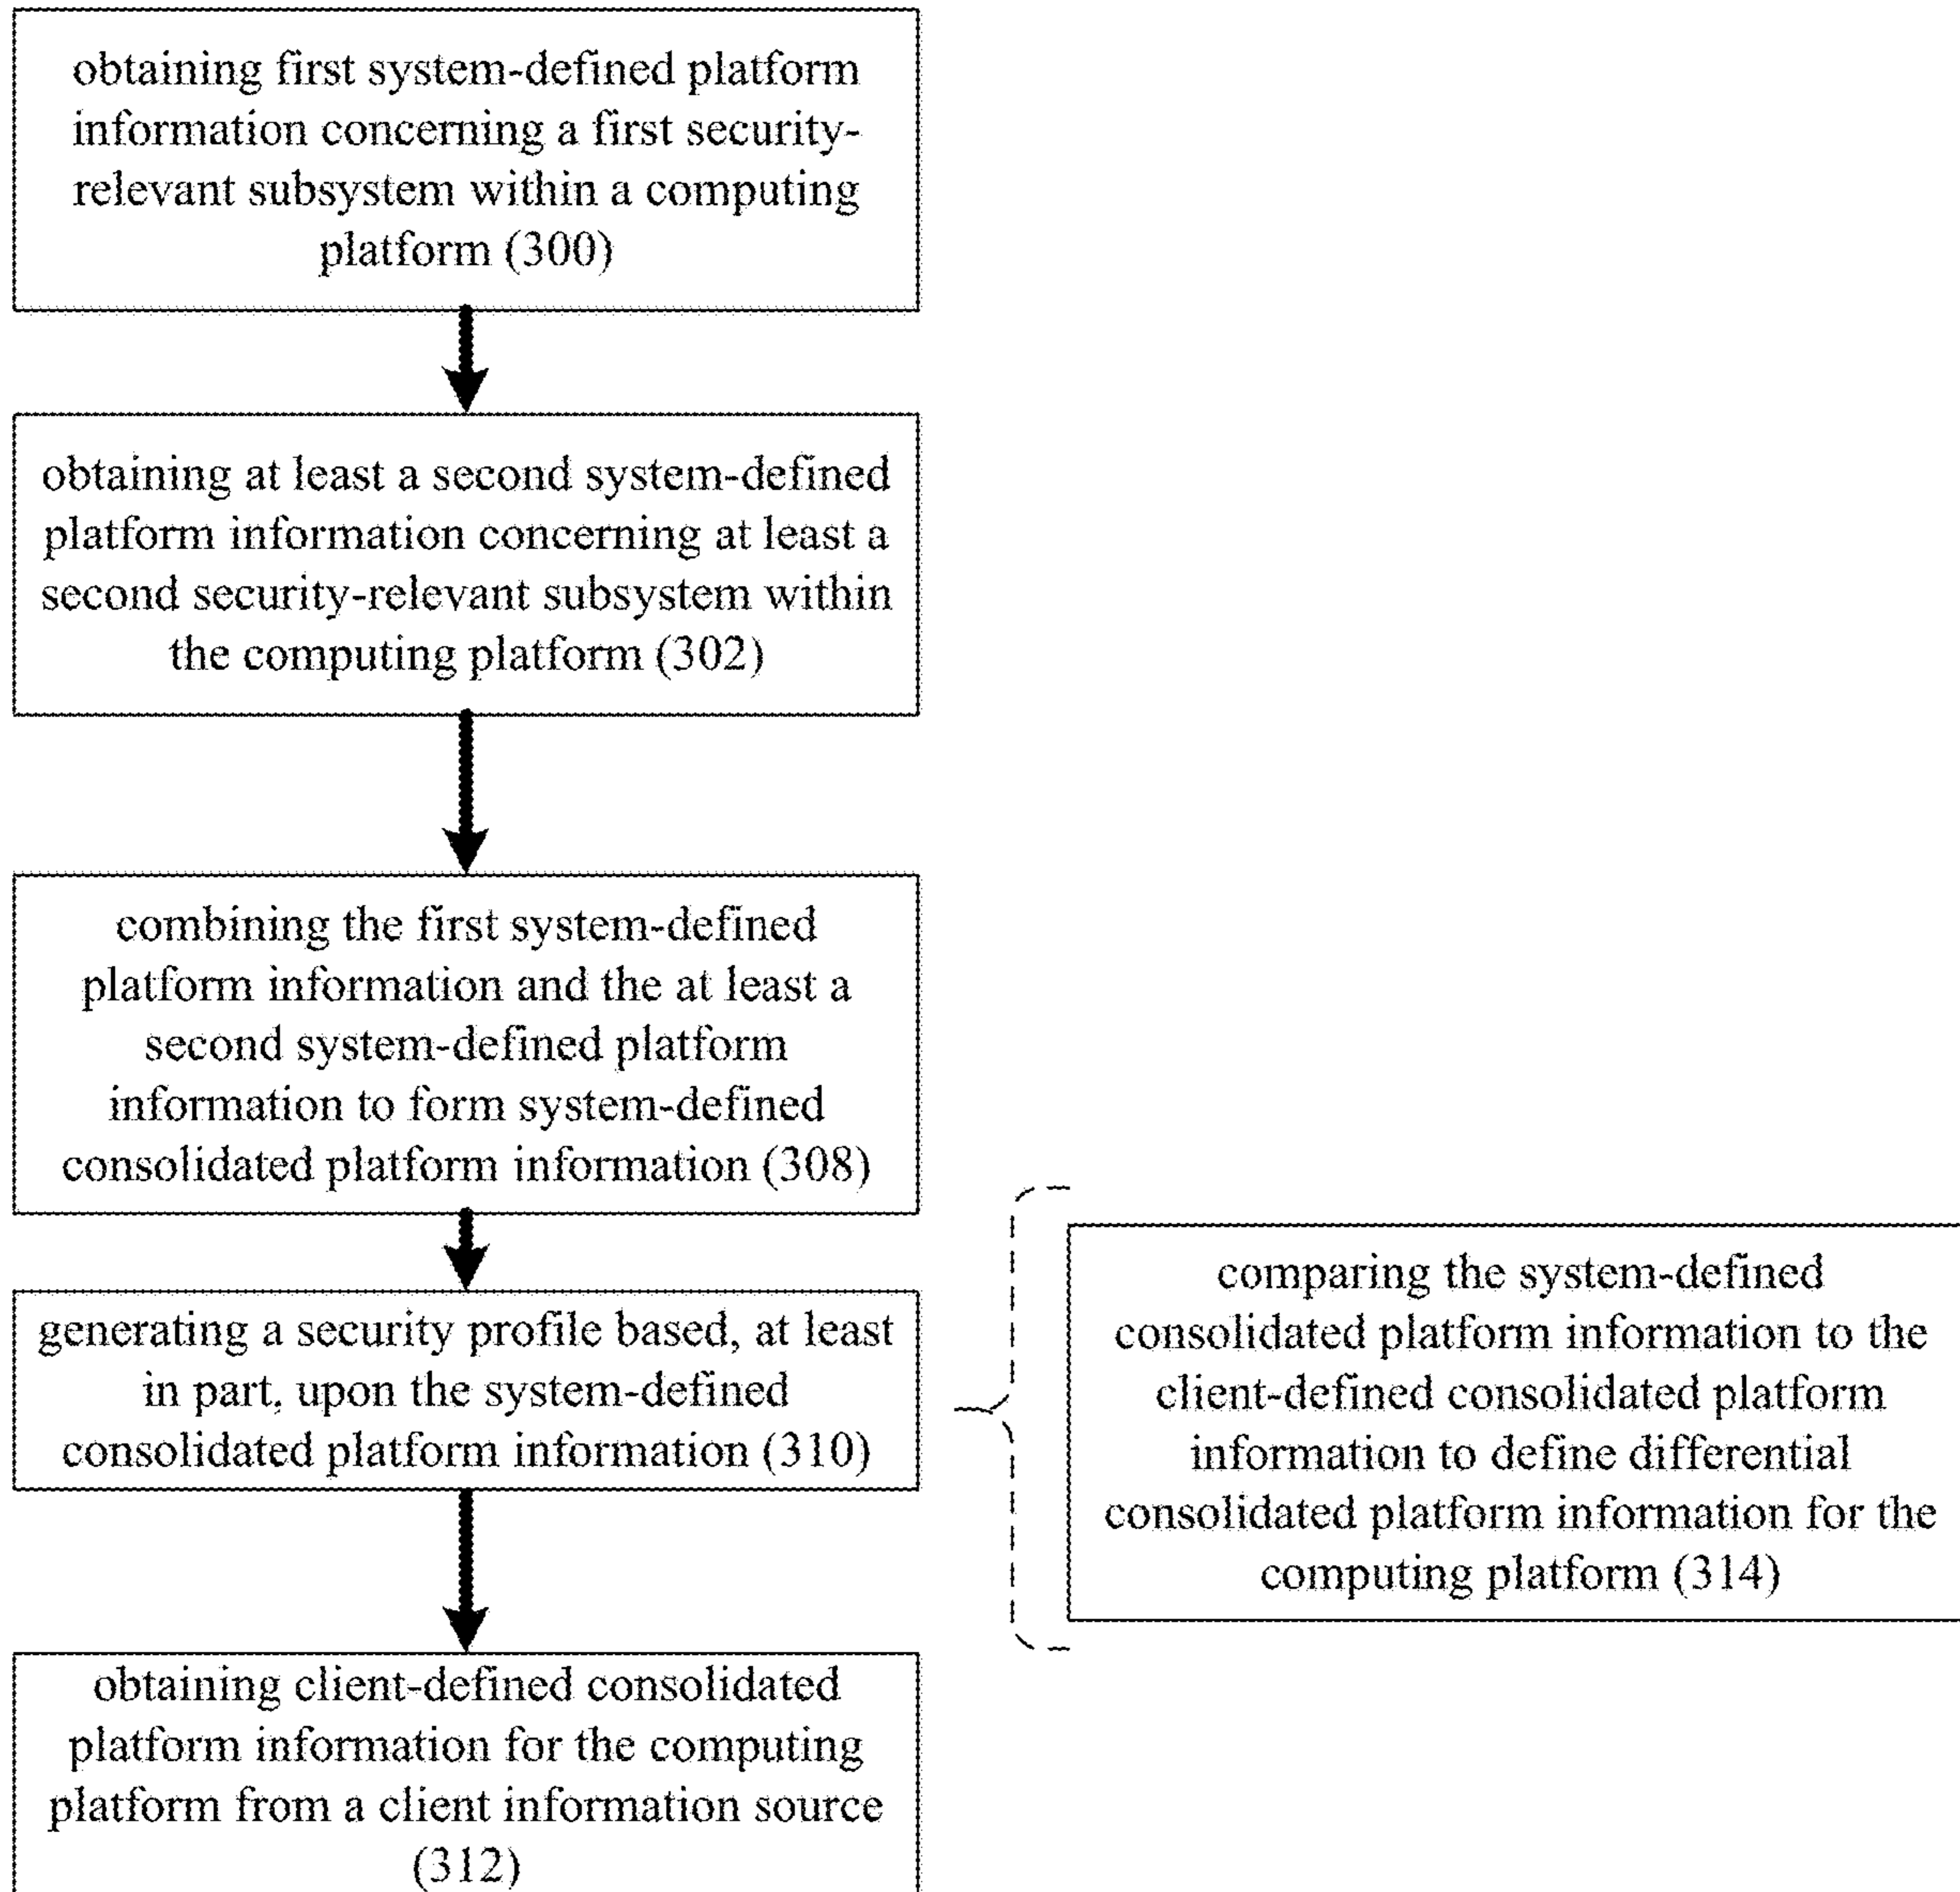 obtaining first system-defined platform
information concerning a first security-
relevant subsystem within a computing
platform (300)
obtaining at least a second system-defined
platform information concerning at least a
second security-relevant subsystem within
the computing platform (302)
combining the first system-defined
platform information and the at least a
second system-defined platform
information to form system-defined
consolidated platform information (308)
generating a security profile based, at least
in part, upon the system-defined
consolidated platform information (310)
comparing the system-defined
consolidated platform information to the
client-defined consolidated platform
information to define differential
consolidated platform information for the
computing platform (314)
obtaining client-defined consolidated
platform information for the computing
platform from a client information source
(312)